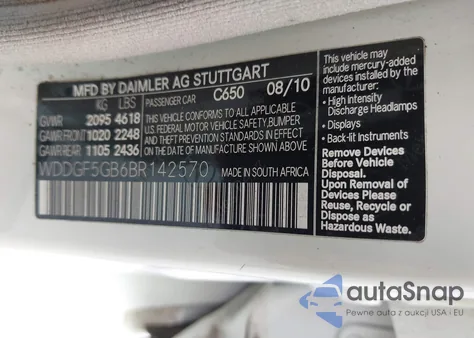 MFD BY DAIMLER AG STUTTGART
KG LBS PASSENGER CAR C650 08/10
GVWR 2095 4618
GAWR FRONT 1020 2248
GAWR REAR 1105 2436
THIS VEHICLE CONFORMS TO ALL APPLICABLE
U.S. FEDERAL MOTOR VEHICLE SAFETY, BUMPER
AND THEFT PREVENTION STANDARDS IN EFFECT
ON THE DATE OF MANUFACTURE SHOWN ABOVE.
WDDGF5GB6BR142570 MADE IN SOUTH AFRICA
This vehicle may include
mercury-added
devices installed by the
manufacturer:
• High Intensity
Discharge Headlamps
• Displays
• Back-lit Instruments
Remove Devices
Before Vehicle
Disposal.
Upon Removal of
Devices Please
Reuse, Recycle or
Dispose as
Hazardous Waste.
autoSnap
Pewne auta z aukcji USA i EU